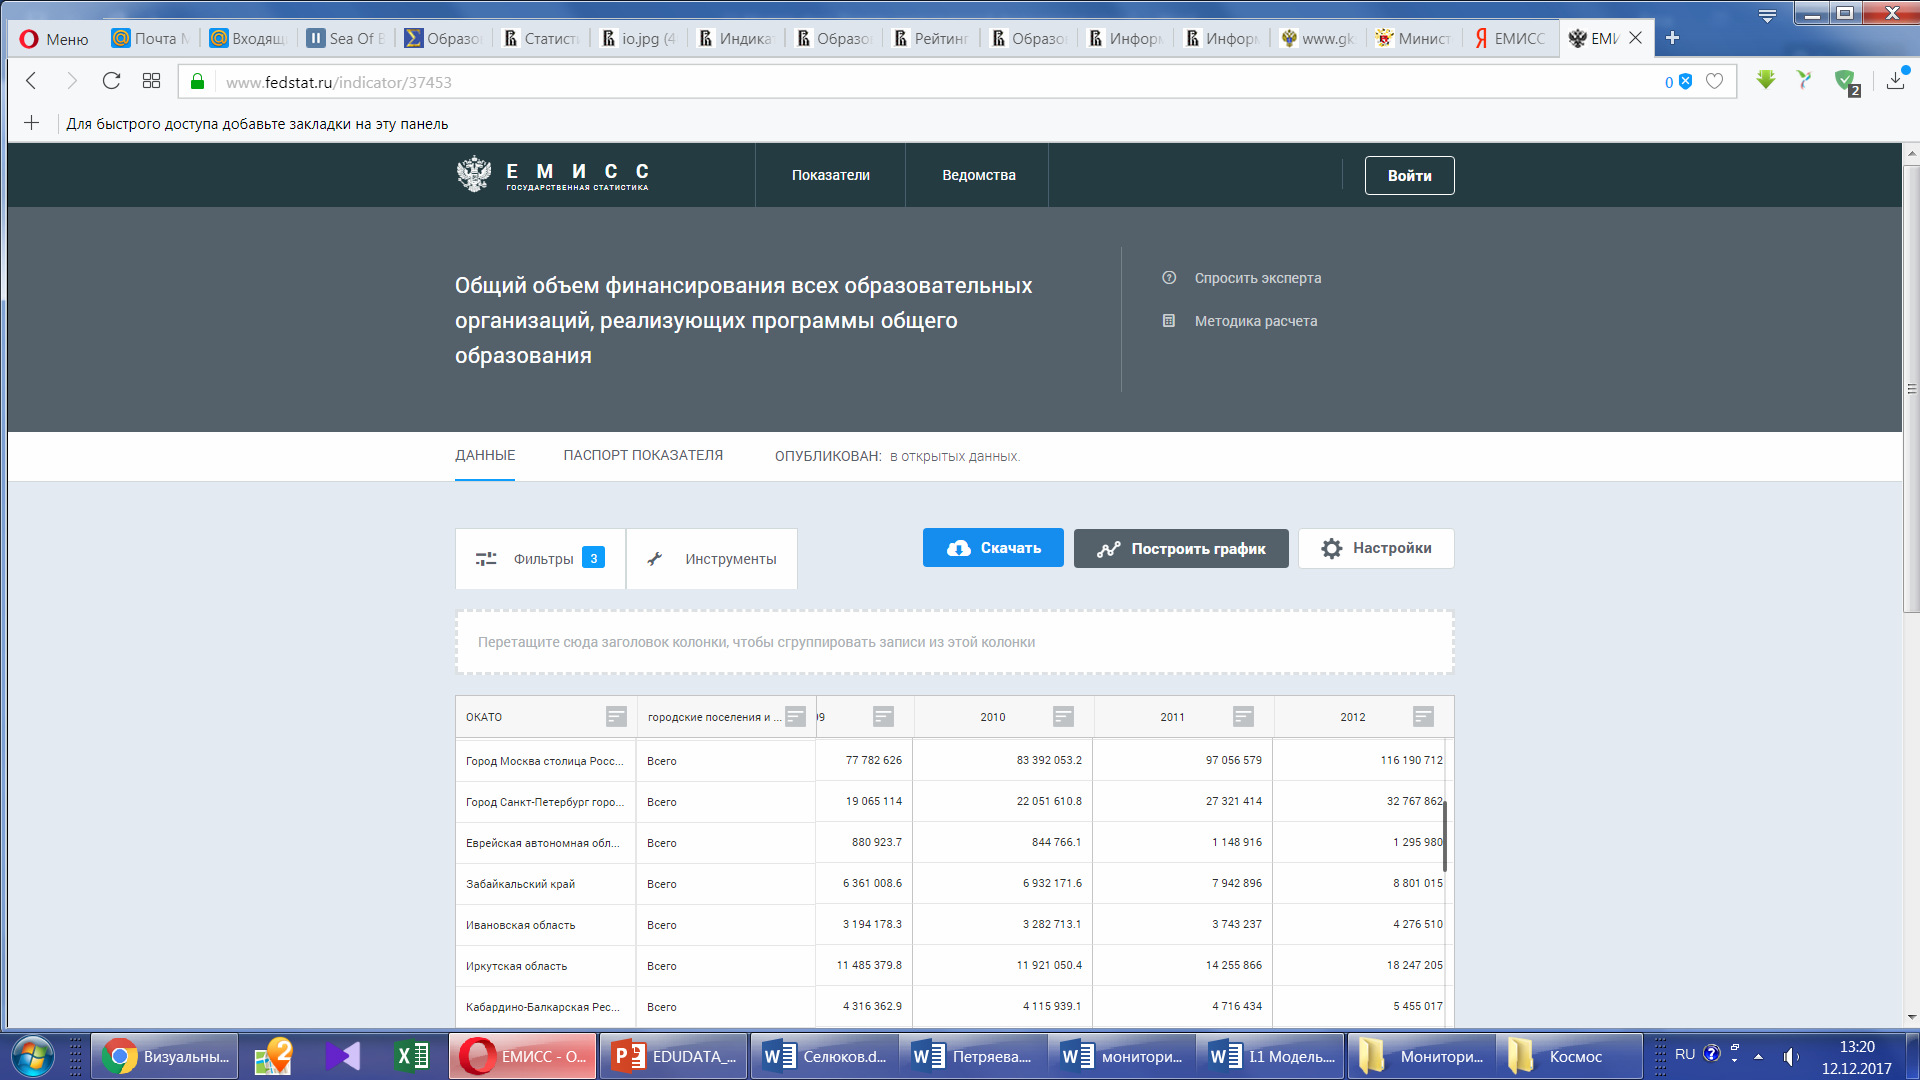 Меню
Почта
Входящ
Sea Of
Образо
Статист
io.jpg (4
Индика
Образо
Рейтинг
Образо
Информ
Информ
www.gk
Минист
ЕМИСС
ЕМИ
www.fedstat.ru/indicator/37453
0
2
Для быстрого доступа добавьте закладки на эту панель
ЕМИСС
ГОСУДАРСТВЕННАЯ СТАТИСТИКА
Показатели
Ведомства
Войти
Общий объем финансирования всех образовательных
организаций, реализующих программы общего
образования
Спросить эксперта
Методика расчета
ДАННЫЕ
ПАСПОРТ ПОКАЗАТЕЛЯ
ОПУБЛИКОВАН: в открытых данных.
Фильтры 3
Инструменты
Скачать
Построить график
Настройки
Перетащите сюда заголовок колонки, чтобы сгруппировать записи из этой колонки
ОКАТО городские поселения и ... 09 2010 2011 2012
Город Москва столица Росс... Всего 77 782 626 83 392 053.2 97 056 579 116 190 712
Город Санкт-Петербург горо... Всего 19 065 114 22 051 610.8 27 321 414 32 767 862
Еврейская автономная обл... Всего 880 923.7 844 766.1 1 148 916 1 295 980
Забайкальский край Всего 6 361 008.6 6 932 171.6 7 942 896 8 801 015
Ивановская область Всего 3 194 178.3 3 282 713.1 3 743 237 4 276 510
Иркутская область Всего 11 485 379.8 11 921 050.4 14 255 866 18 247 205
Кабардино-Балкарская Рес... Всего 4 316 362.9 4 115 939.1 4 716 434 5 455 017
Визуальны...
2
ЕМИСС - О...
EDUDATA_...
Селюков.d...
Петряева....
монитори...
I.1 Модель....
Монитори...
Космос
RU
13:20
12.12.2017